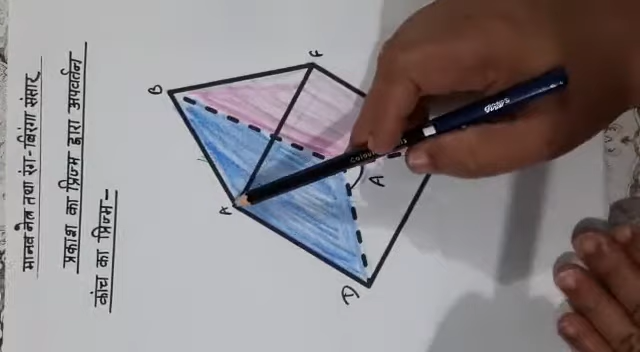 मानव नेत्र तथा रंग-बिरंगा संसार
प्रकाश का प्रिज्म द्वारा अपवर्तन
कांच का प्रिज्म-
B
F
A
A
D